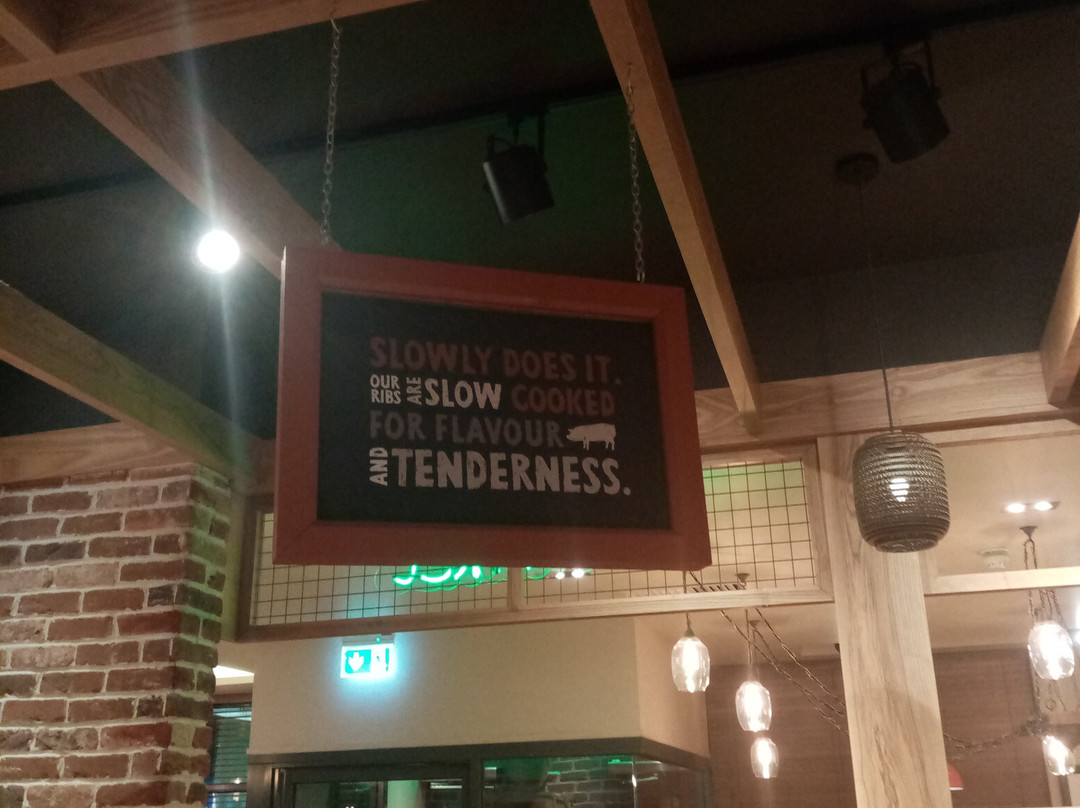 SLOWLY DOES IT.
OUR RIBS ARE SLOW COOKED
FOR FLAVOUR
AND TENDERNESS.